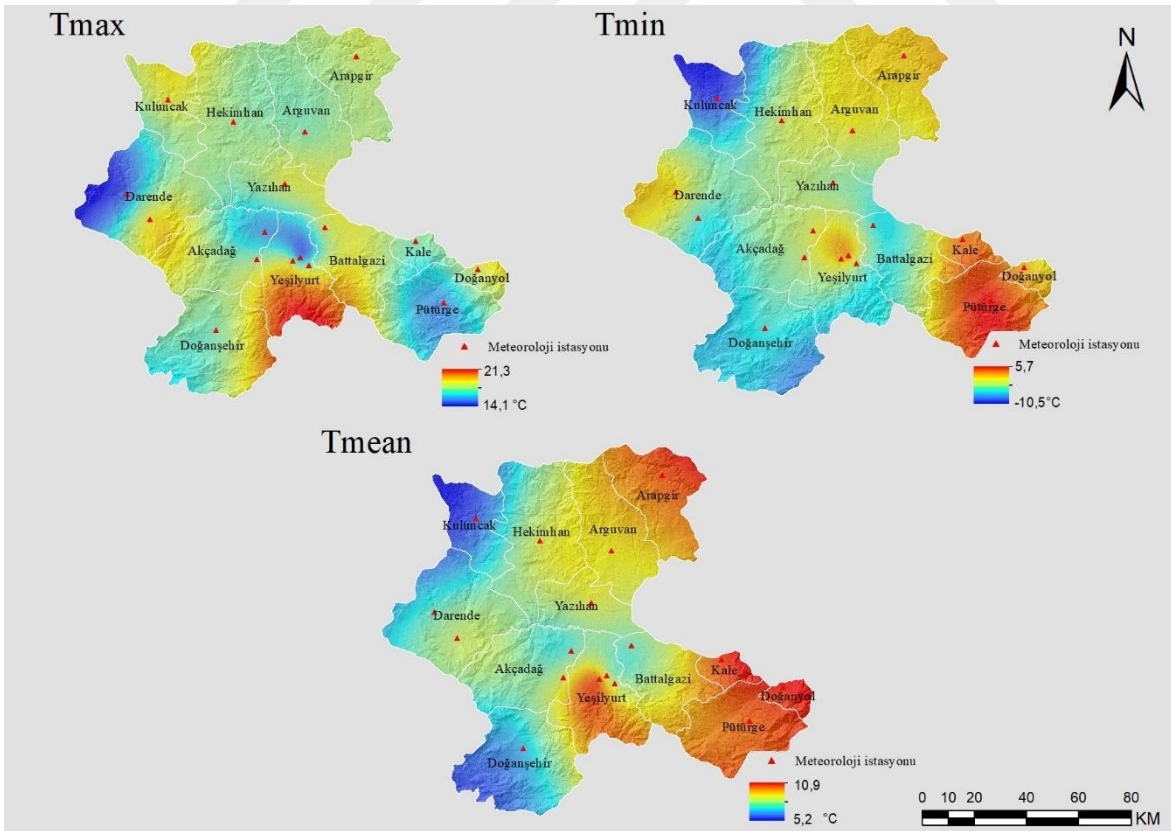 Tmax
Arapgir
Kuluncak
Hekimhan
Arguvan
Darende
Yazıhan
Akçadağ
Yeşilyurt
Battalgazi
Kale
Doğanyol
Pütürge
Doğanşehir
Meteoroloji istasyonu
21,3
14,1 °C
Tmin
N
Arapgir
Kuluncak
Hekimhan
Arguvan
Darende
Yazıhan
Akçadağ
Yeşilyurt
Battalgazi
Kale
Doğanyol
Pütürge
Doğanşehir
Meteoroloji istasyonu
5,7
-10,5°C
Tmean
Arapgir
Kuluncak
Hekimhan
Arguvan
Darende
Yazıhan
Akçadağ
Yeşilyurt
Battalgazi
Kale
Doğanyol
Pütürge
Doğanşehir
Meteoroloji istasyonu
10,9
5,2 °C
0 10 20 40 60 80
KM